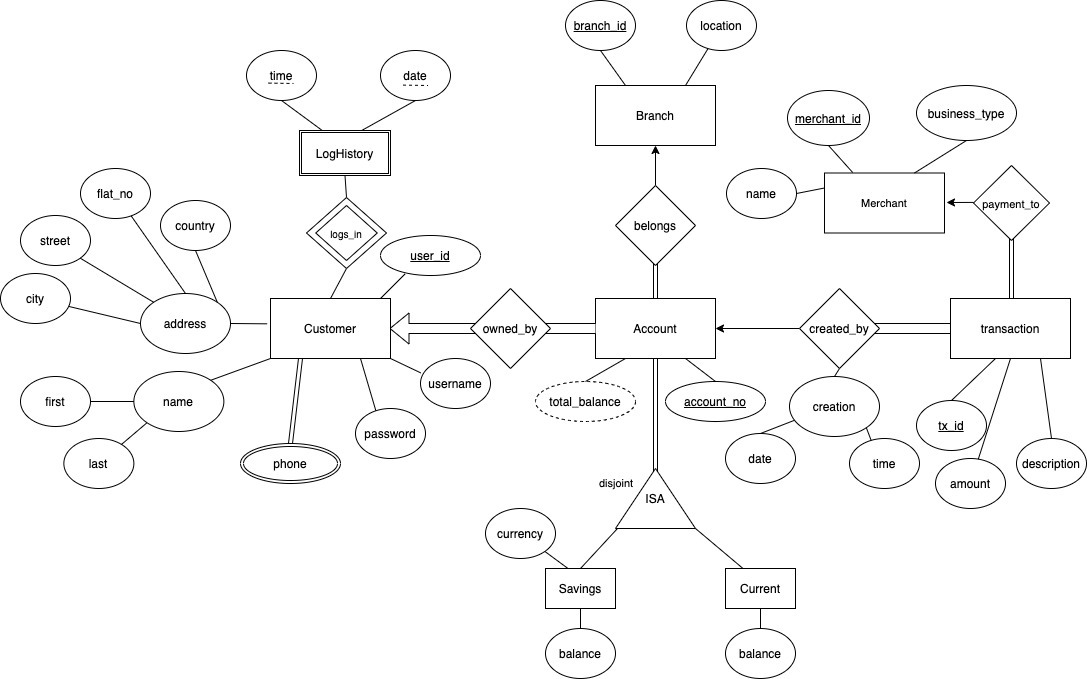 branch_id
location
time
date
Branch
merchant_id
business_type
LogHistory
flat_no
name
Merchant
payment_to
country
belongs
street
logs_in
user_id
city
address
Customer
owned_by
Account
created_by
transaction
username
first
name
total_balance
account_no
creation
tx_id
password
last
phone
date
time
amount
description
disjoint
ISA
currency
Savings
Current
balance
balance